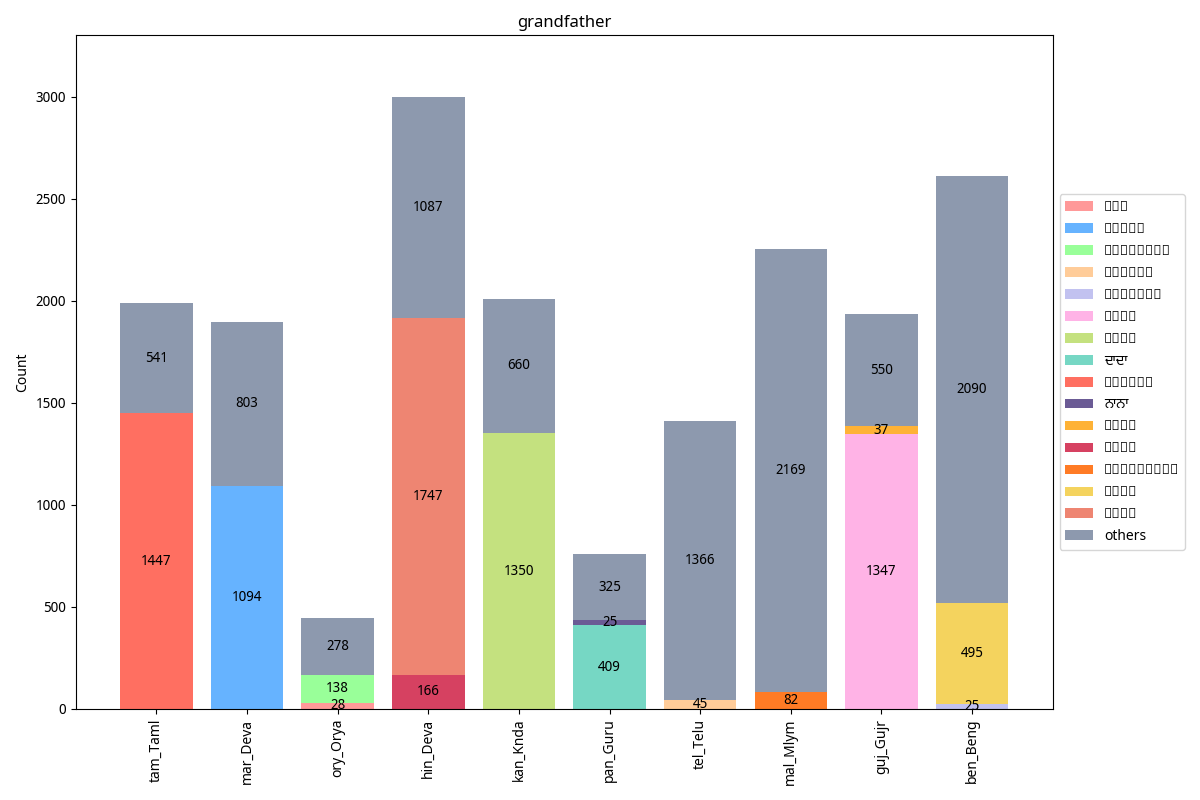 grandfather
3000
2500
2000
1500
1000
500
0
Count
541
1447
803
1094
278
138
28
1087
1747
166
660
1350
325
25
409
1366
45
2169
82
550
37
1347
2090
495
25
tam_Taml
mar_Deva
ory_Orya
hin_Deva
kan_Knda
pan_Guru
tel_Telu
mal_Mlym
guj_Gujr
ben_Beng
ਦਾਦਾ
ਨਾਨਾ
others